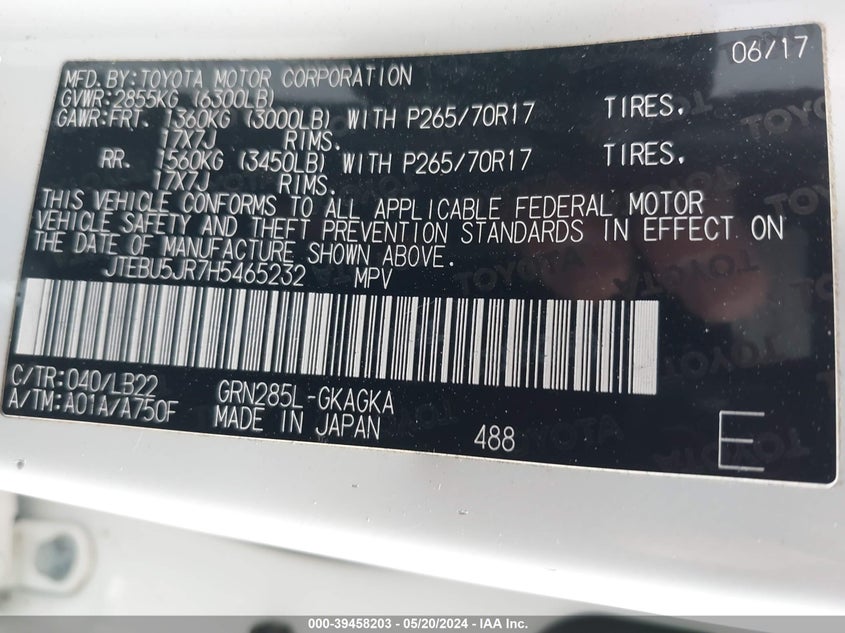 06/17
MFD. BY: TOYOTA MOTOR CORPORATION
GVWR: 2855KG (6300LB)
GAWR: FRT. 1360KG (3000LB) WITH P265/70R17 TIRES.
17X7J RIMS.
RR. 1560KG (3450LB) WITH P265/70R17 TIRES.
17X7J RIMS.
THIS VEHICLE CONFORMS TO ALL APPLICABLE FEDERAL MOTOR
VEHICLE SAFETY AND THEFT PREVENTION STANDARDS IN EFFECT ON
THE DATE OF MANUFACTURE SHOWN ABOVE.
JTEBU5JR7H5465232 MPV
C/TR: 040/LB22 GRN285L-GKAGKA
A/TM: A01A/A750F MADE IN JAPAN 488 E
TOYOTA
000-39458203 - 05/20/2024 - IAA Inc.